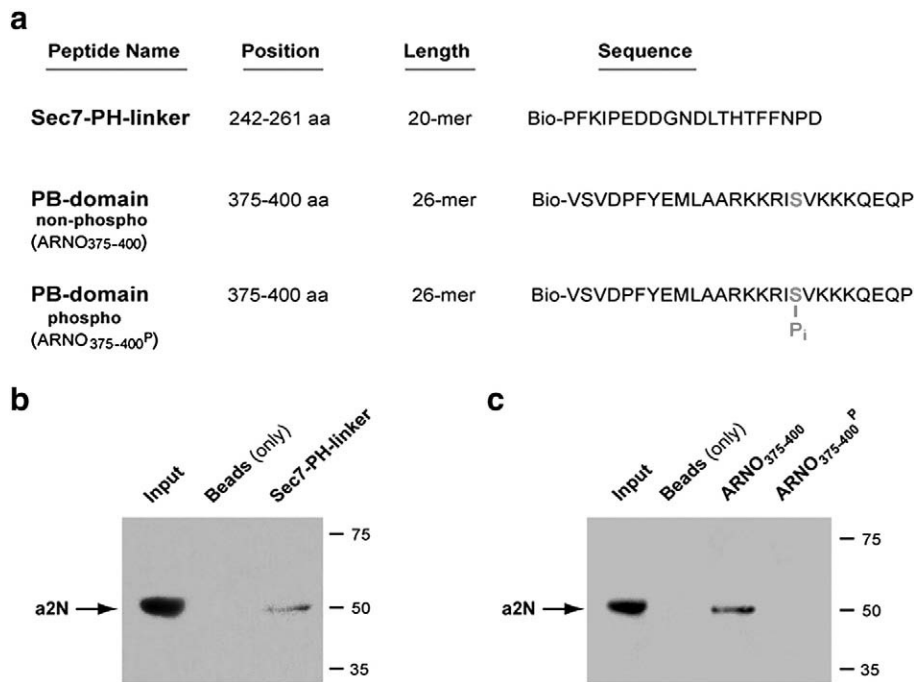 a
Peptide Name Position Length Sequence
Sec7-PH-linker 242-261 aa 20-mer Bio-PFKIPEDDGNDLTHTFFNPD
PB-domain 375-400 aa 26-mer Bio-VSVDPFYEMLAARKKRISVKKKQEQP
non-phospho
(ARNO375-400)
PB-domain 375-400 aa 26-mer Bio-VSVDPFYEMLAARKKRISVKKKQEQP
phospho
(ARNO375-400P)
Pi
b
Input Beads (only) Sec7-PH-linker
75
a2N 50
35
c
Input Beads (only) ARNO375-400 ARNO375-400P
75
a2N 50
35